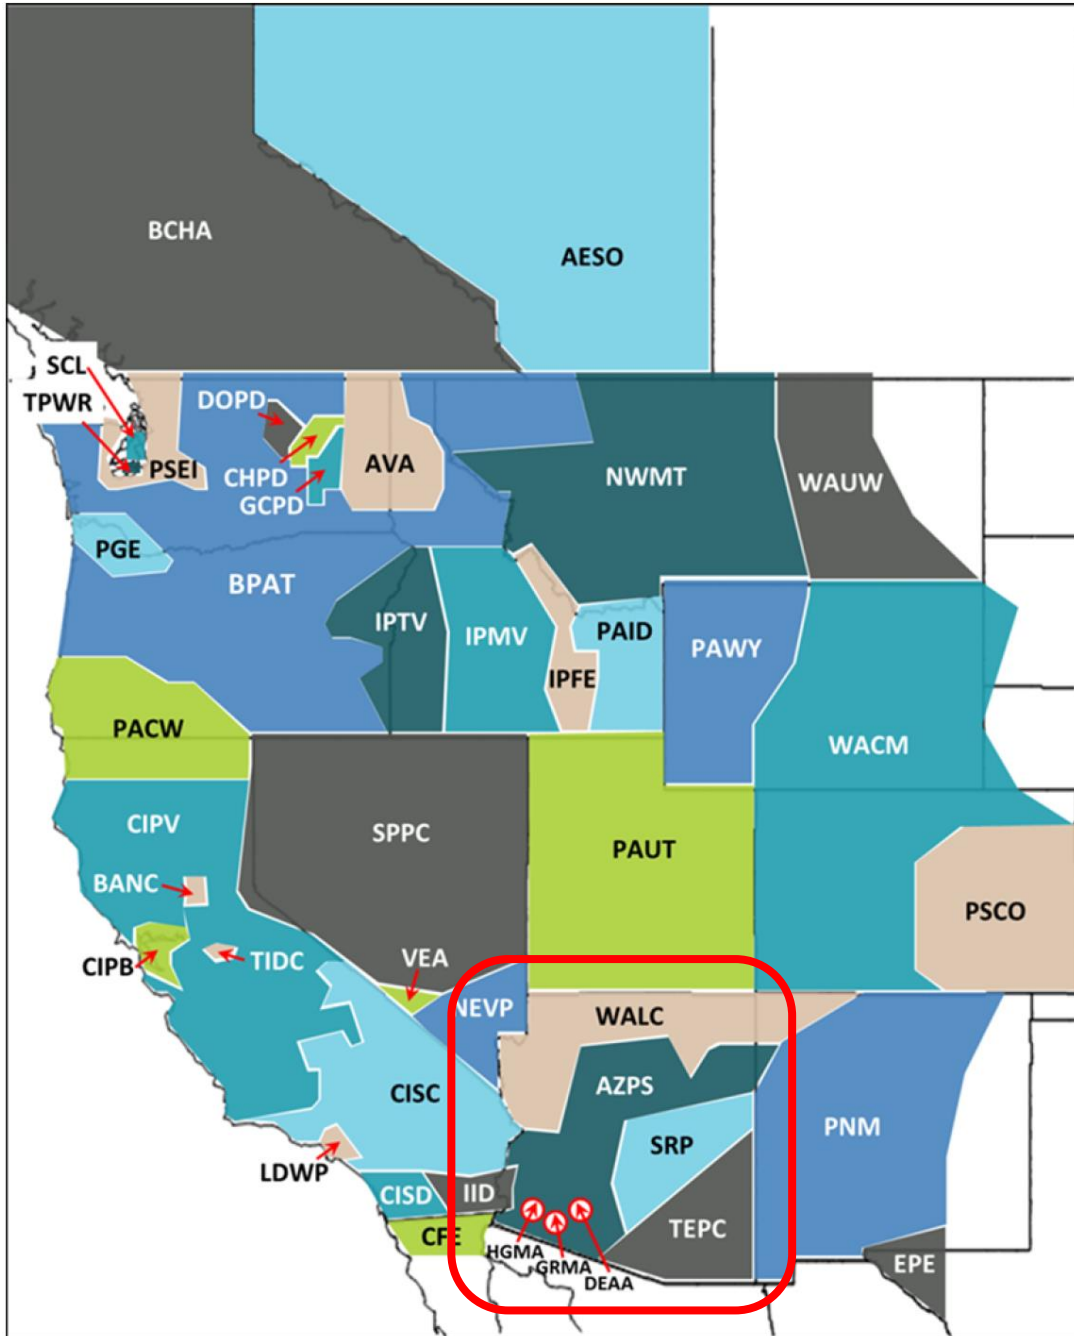 BCHA
AESO
SCL
TPWR
DOPD
PSEI
CHPD
GCPD
AVA
NWMT
WAUW
PGE
BPAT
IPTV
IPMV
IPFE
PAID
PAWY
PACW
WACM
CIPV
SPPC
PAUT
BANC
PSCO
CIPB
TIDC
VEA
NEVP
WALC
CISC
AZPS
PNM
SRP
LDWP
CISD
IID
TEPC
CFE
HGMA
GRMA
DEAA
EPE